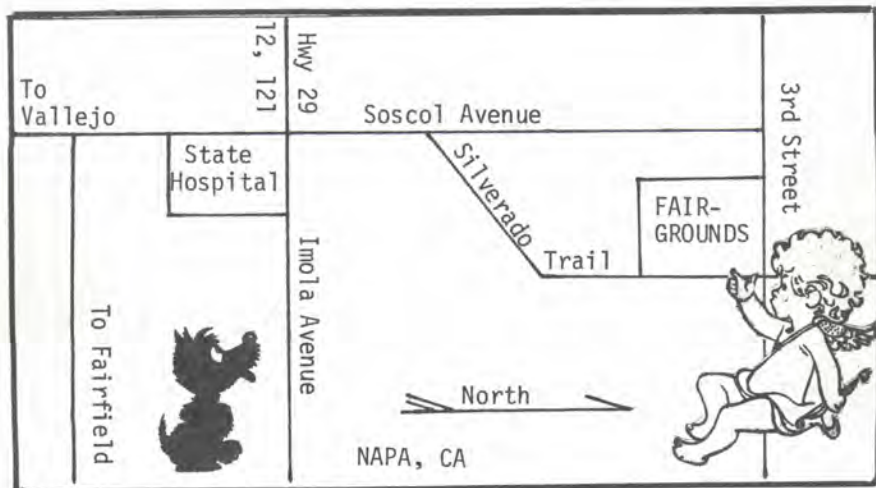 To
Vallejo
12, 121
Hwy 29
Soscol Avenue
3rd Street
State
Hospital
Silverado
Trail
FAIR-
GROUNDS
Imola Avenue
To Fairfield
North
NAPA, CA